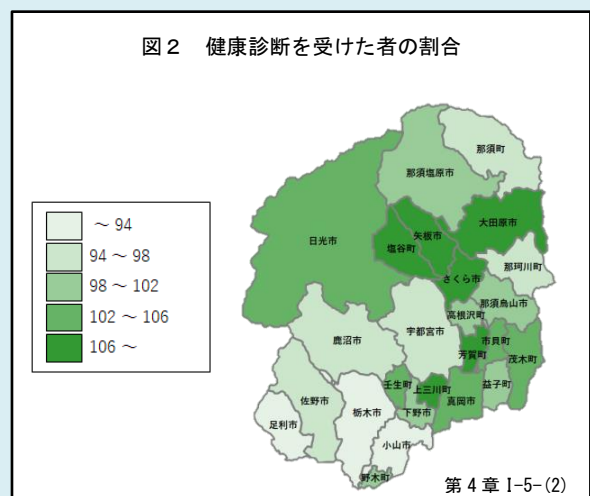 図２ 健康診断を受けた者の割合
那須町
那須塩原市
大田原市
日光市
矢板市
塩谷町
那珂川町
さくら市
那須烏山市
高根沢町
宇都宮市
鹿沼市
市貝町
芳賀町
茂木町
壬生町
上三川町
益子町
真岡市
佐野市
下野市
栃木市
足利市
小山市
野木町
～ 94
94 ～ 98
98 ～ 102
102 ～ 106
106 ～
第４章 I-5-(2)